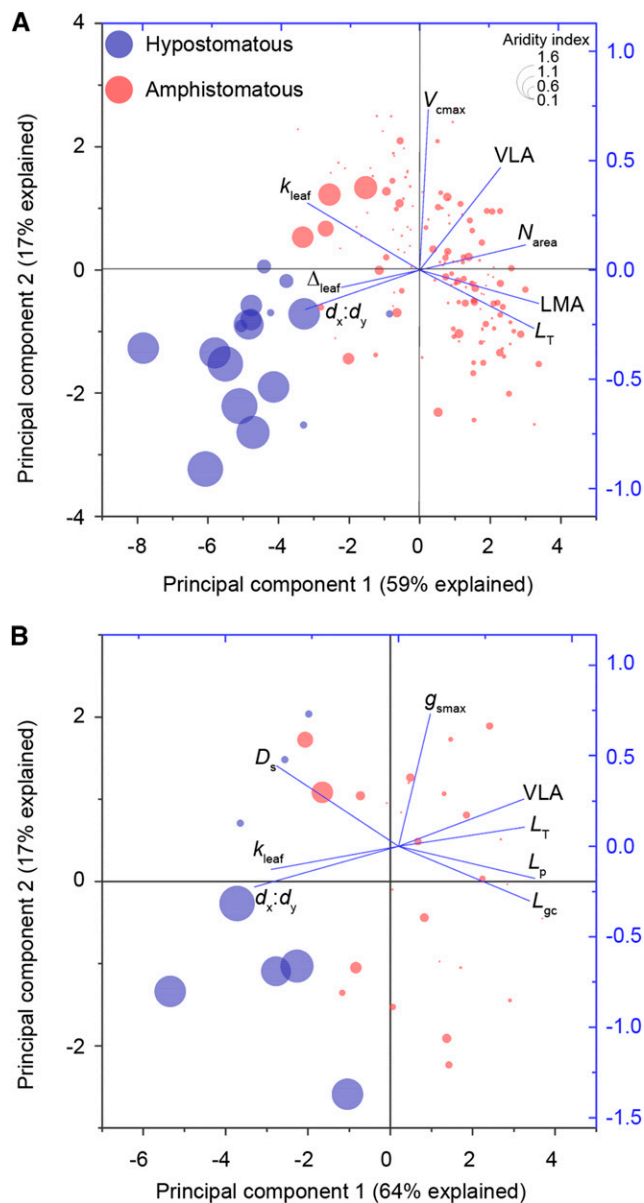 A
Hypostomatous
Amphistomatous
Aridity index
1.6
1.1
0.6
0.1
4
2
0
-2
-4
Principal component 2 (17% explained)
Vcmax
VLA
kleaf
Narea
Δleaf
dx:dy
LMA
LT
1.0
0.5
0.0
-0.5
-1.0
-8 -6 -4 -2 0 2 4
Principal component 1 (59% explained)
B
2
0
-2
Principal component 2 (17% explained)
gsmax
Ds
VLA
LT
kleaf
Lp
dx:dy
Lgc
1.0
0.5
0.0
-0.5
-1.0
-1.5
-6 -4 -2 0 2 4
Principal component 1 (64% explained)